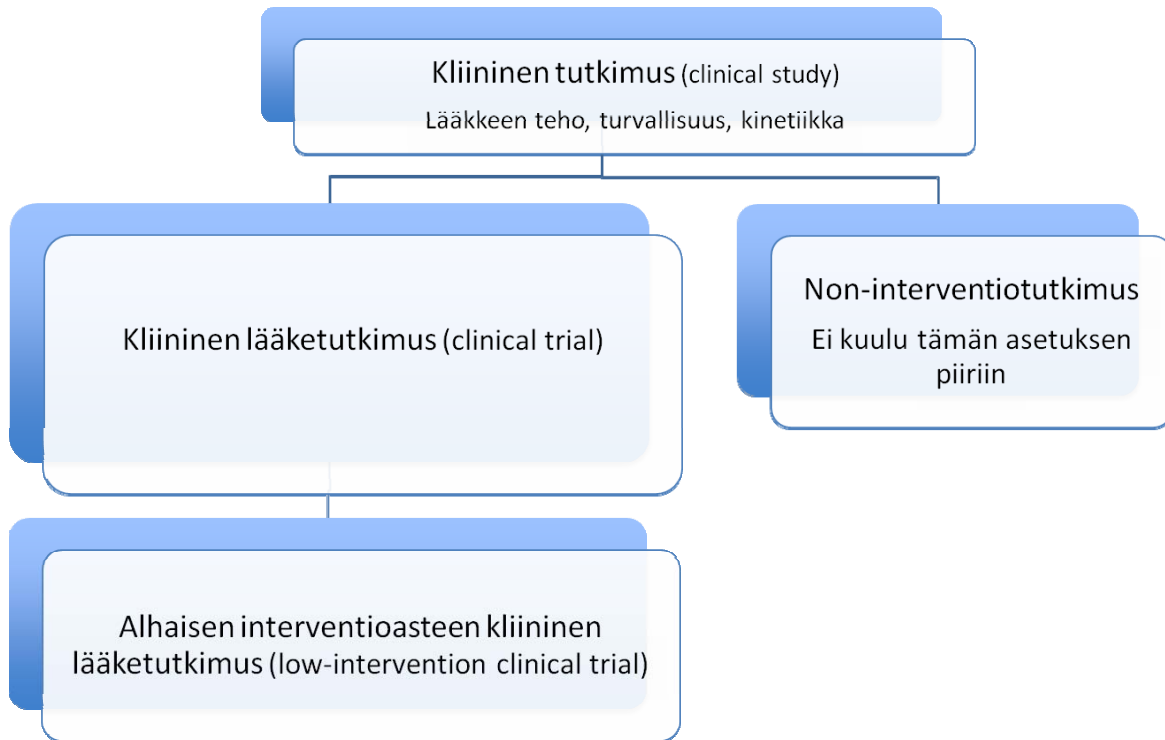 Kliininen tutkimus (clinical study)
Lääkkeen teho, turvallisuus, kinetiikka
Kliininen lääketutkimus (clinical trial)
Non-interventiotutkimus
Ei kuulu tämän asetuksen
piiriin
Alhaisen interventioasteen kliininen
lääketutkimus (low-intervention clinical trial)